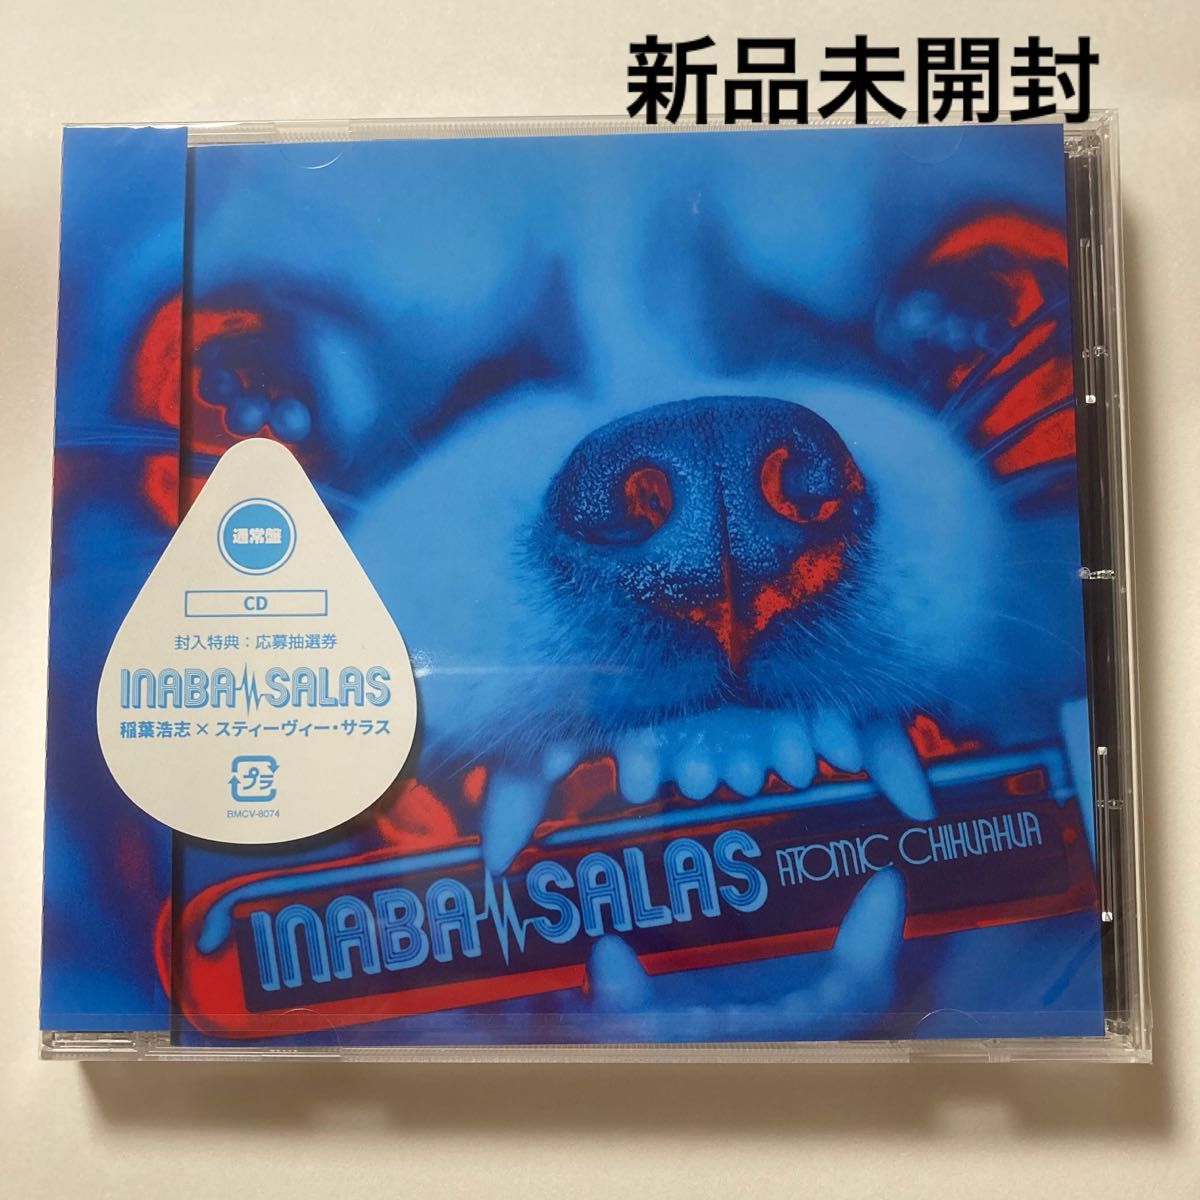 新品未開封
通常盤
CD
封入特典：応募抽選券
INABA SALAS
稲葉浩志×スティーヴィー・サラス
プラ
BMCV-8074
INABA SALAS ATOMIC CHIHUAHUA